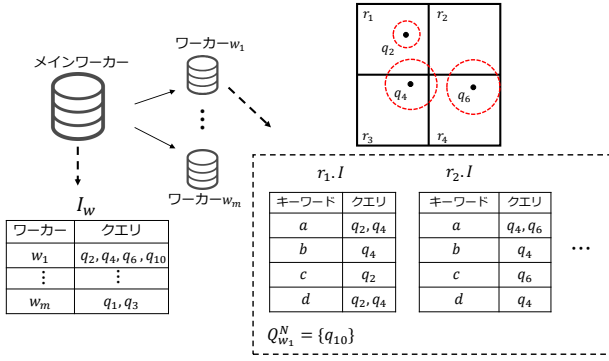 メインワーカー
ワーカーw₁
⋮
ワーカーwₘ
r₁
r₂
q₂
q₄
q₆
r₃
r₄
I_w
ワーカー クエリ
w₁ q₂, q₄, q₆, q₁₀
⋮ ⋮
wₘ q₁, q₃
r₁.I
キーワード クエリ
a q₂, q₄
b q₄
c q₂
d q₂, q₄
r₂.I
キーワード クエリ
a q₄, q₆
b q₄
c q₆
d q₄
⋯
Q^N_{w₁} = {q₁₀}